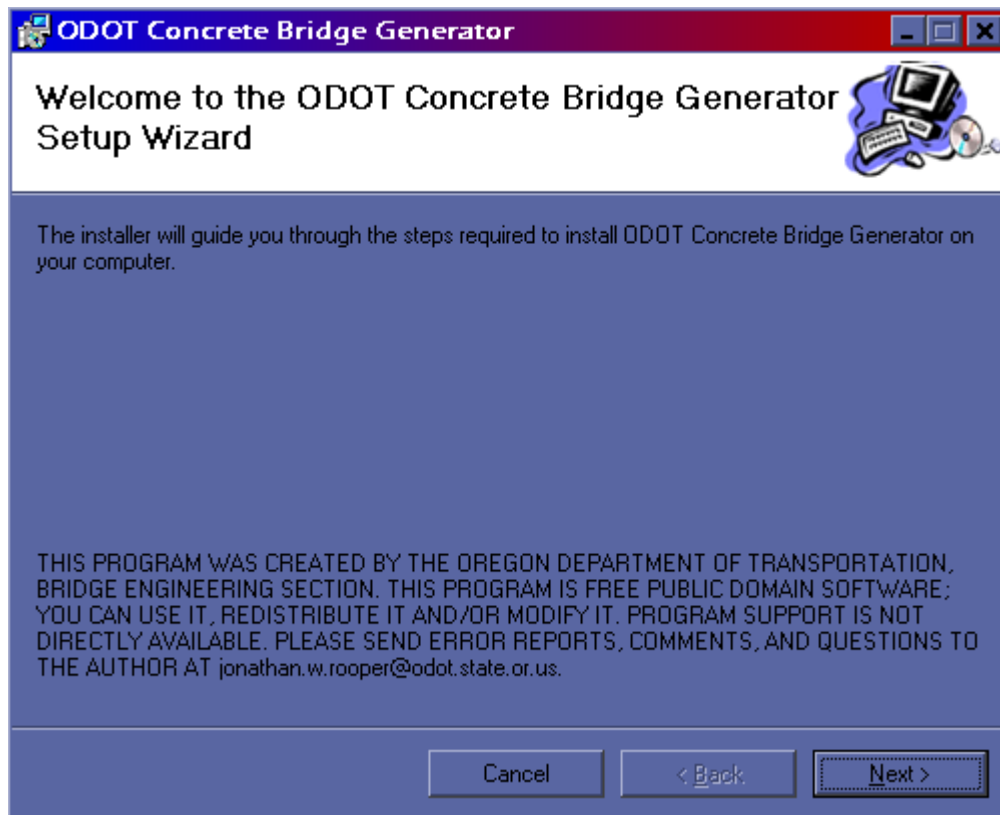 ODOT Concrete Bridge Generator
Welcome to the ODOT Concrete Bridge Generator
Setup Wizard
The installer will guide you through the steps required to install ODOT Concrete Bridge Generator on
your computer.
THIS PROGRAM WAS CREATED BY THE OREGON DEPARTMENT OF TRANSPORTATION,
BRIDGE ENGINEERING SECTION. THIS PROGRAM IS FREE PUBLIC DOMAIN SOFTWARE;
YOU CAN USE IT, REDISTRIBUTE IT AND/OR MODIFY IT. PROGRAM SUPPORT IS NOT
DIRECTLY AVAILABLE. PLEASE SEND ERROR REPORTS, COMMENTS, AND QUESTIONS TO
THE AUTHOR AT jonathan.w.rooper@odot.state.or.us.
Cancel < Back Next >